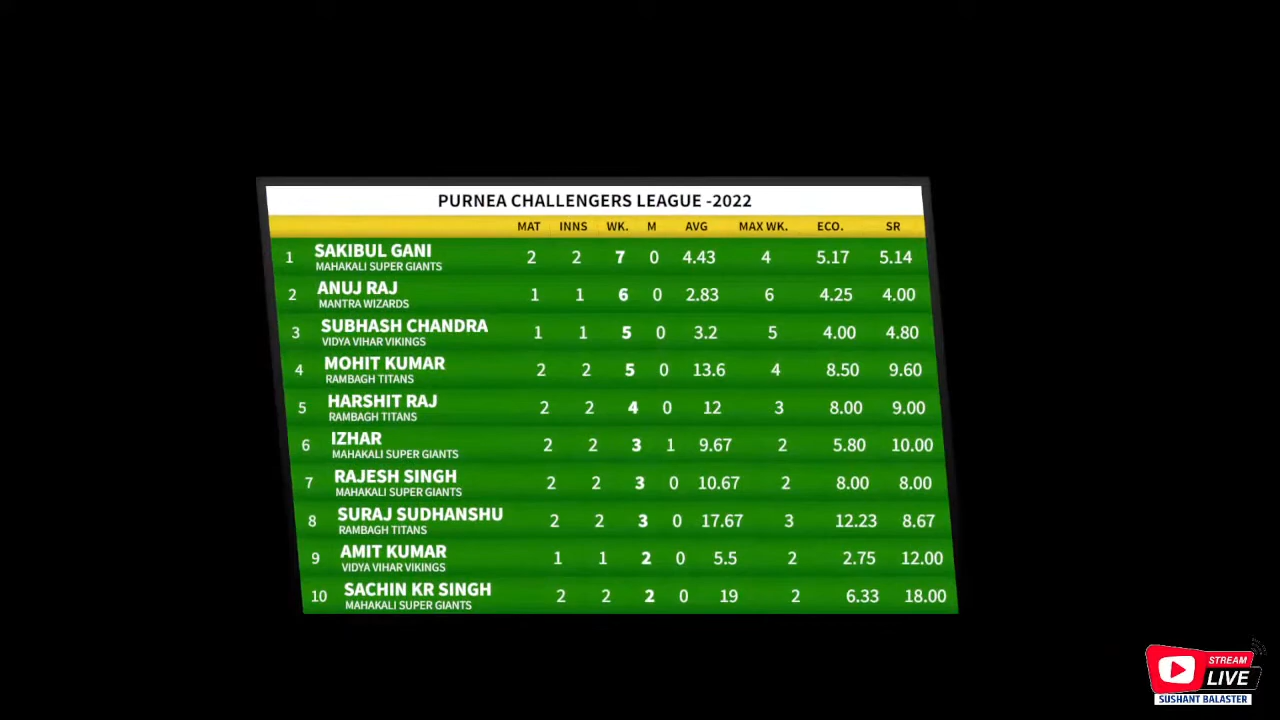 PURNEA CHALLENGERS LEAGUE -2022
MAT INNS WK. M AVG MAX WK. ECO. SR
1 SAKIBUL GANI 2 2 7 0 4.43 4 5.17 5.14
MAHAKALI SUPER GIANTS
2 ANUJ RAJ 1 1 6 0 2.83 6 4.25 4.00
MANTRA WIZARDS
3 SUBHASH CHANDRA 1 1 5 0 3.2 5 4.00 4.80
VIDYA VIHAR VIKINGS
4 MOHIT KUMAR 2 2 5 0 13.6 4 8.50 9.60
RAMBAGH TITANS
5 HARSHIT RAJ 2 2 4 0 12 3 8.00 9.00
RAMBAGH TITANS
6 IZHAR 2 2 3 1 9.67 2 5.80 10.00
MAHAKALI SUPER GIANTS
7 RAJESH SINGH 2 2 3 0 10.67 2 8.00 8.00
MAHAKALI SUPER GIANTS
8 SURAJ SUDHANSHU 2 2 3 0 17.67 3 12.23 8.67
RAMBAGH TITANS
9 AMIT KUMAR 1 1 2 0 5.5 2 2.75 12.00
VIDYA VIHAR VIKINGS
10 SACHIN KR SINGH 2 2 2 0 19 2 6.33 18.00
MAHAKALI SUPER GIANTS
STREAM
LIVE
SUSHANT BALASTER